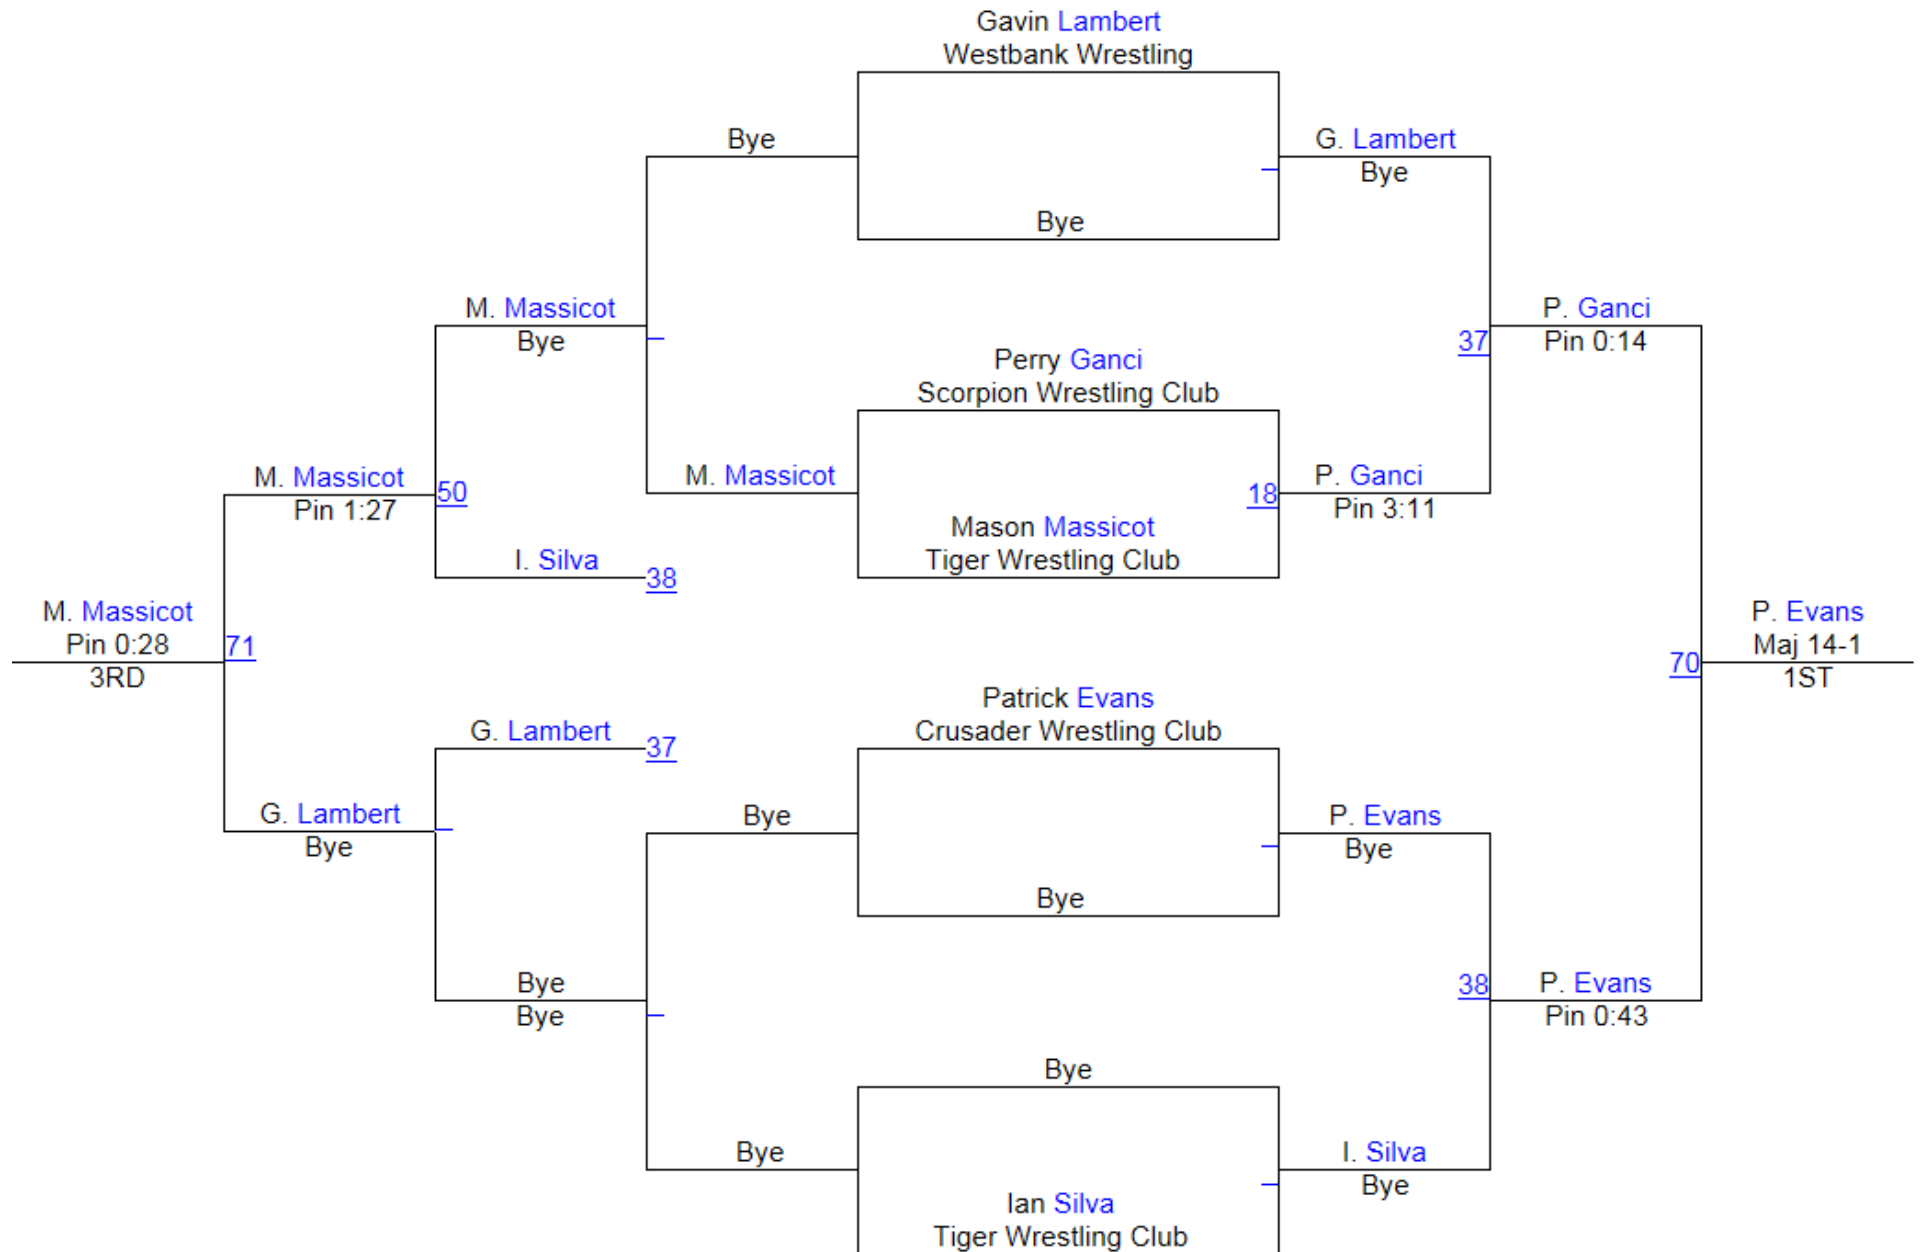 Gavin Lambert
Westbank Wrestling
Bye
G. Lambert
Bye
Bye
M. Massicot
Bye
P. Ganci
Pin 0:14
37
Perry Ganci
Scorpion Wrestling Club
M. Massicot
Pin 1:27
50
M. Massicot
18
P. Ganci
Pin 3:11
Mason Massicot
Tiger Wrestling Club
I. Silva
38
M. Massicot
Pin 0:28
3RD
71
P. Evans
Maj 14-1
1ST
70
Patrick Evans
Crusader Wrestling Club
G. Lambert
37
G. Lambert
Bye
Bye
P. Evans
Bye
Bye
Bye
Bye
38
P. Evans
Pin 0:43
Bye
Bye
I. Silva
Bye
Ian Silva
Tiger Wrestling Club